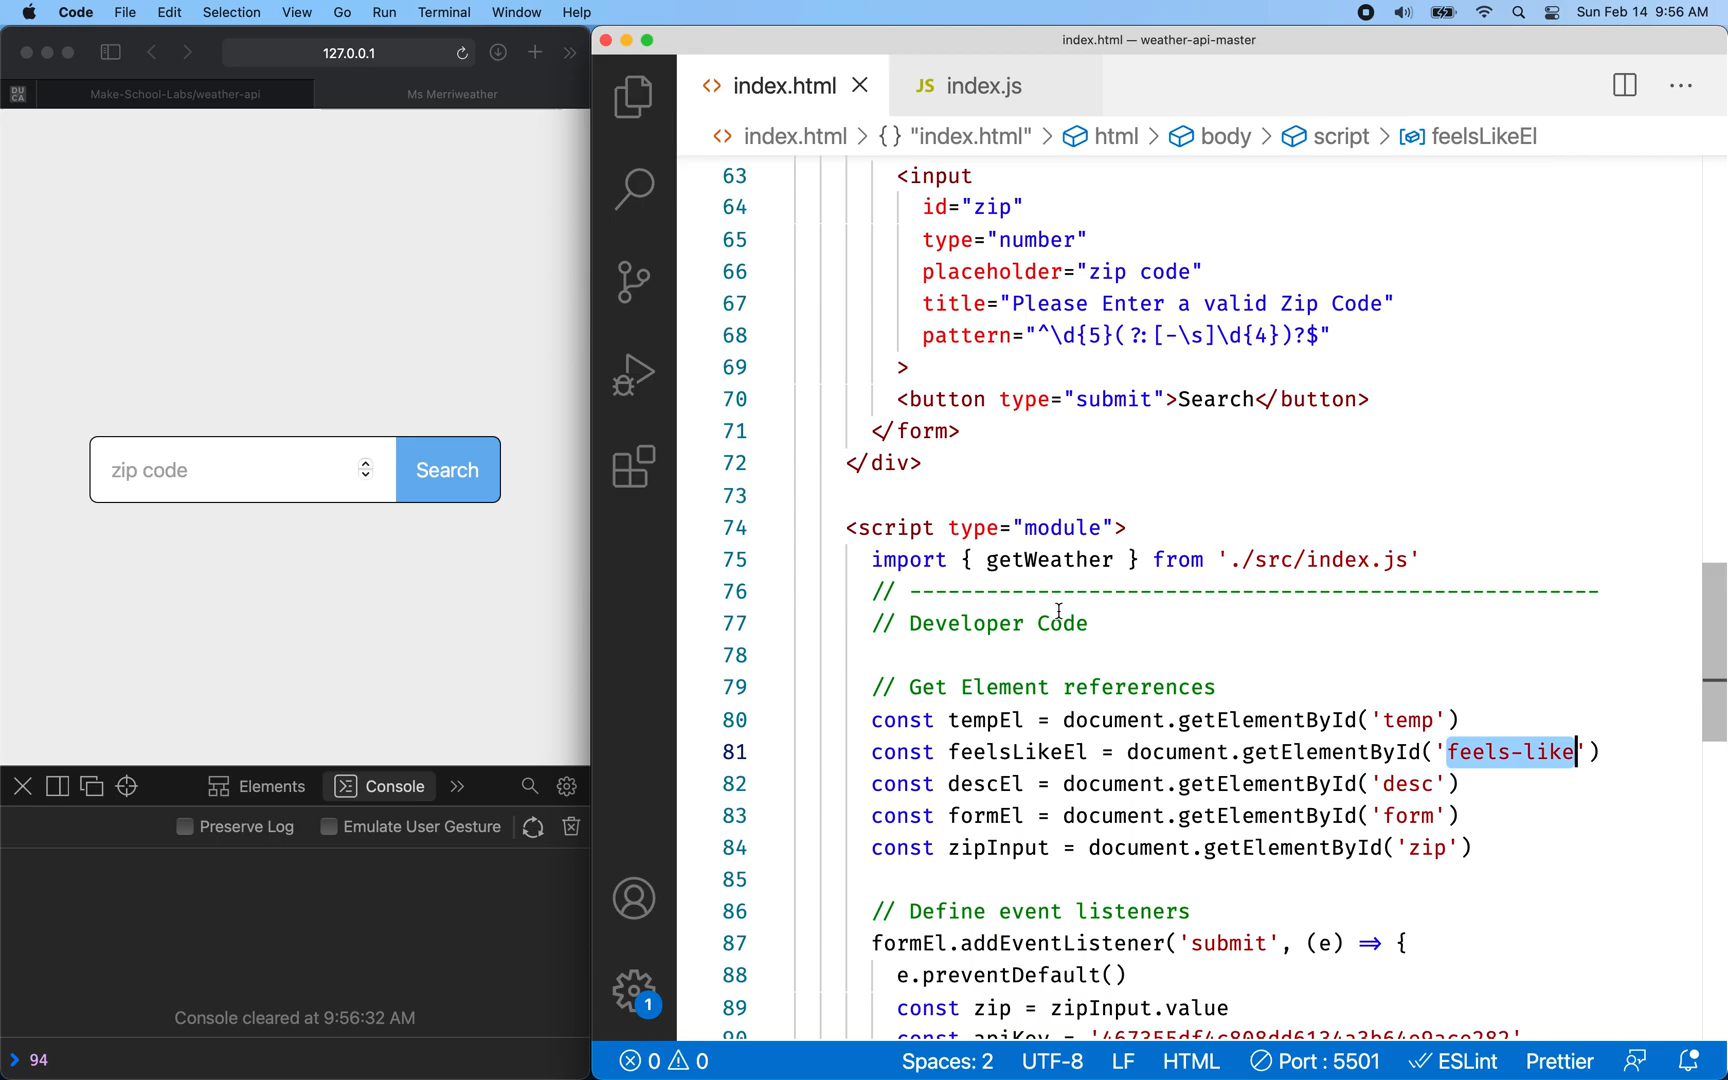 Code File Edit Selection View Go Run Terminal Window Help Sun Feb 14 9:56 AM
127.0.0.1
DU CA Make-School-Labs/weather-api Ms Merriweather
zip code Search
Elements Console
Preserve Log Emulate User Gesture
Console cleared at 9:56:32 AM
94
index.html — weather-api-master
index.html JS index.js
index.html > {} "index.html" > html > body > script > feelsLikeEl
63 <input
64 id="zip"
65 type="number"
66 placeholder="zip code"
67 title="Please Enter a valid Zip Code"
68 pattern="^\d{5}(?:[-\s]\d{4})?$"
69 >
70 <button type="submit">Search</button>
71 </form>
72 </div>
73
74 <script type="module">
75 import { getWeather } from './src/index.js'
76 // ------------------------------------------------------
77 // Developer Code
78
79 // Get Element refererences
80 const tempEl = document.getElementById('temp')
81 const feelsLikeEl = document.getElementById('feels-like')
82 const descEl = document.getElementById('desc')
83 const formEl = document.getElementById('form')
84 const zipInput = document.getElementById('zip')
85
86 // Define event listeners
87 formEl.addEventListener('submit', (e) => {
88 e.preventDefault()
89 const zip = zipInput.value
90 const apiKey =
1
0 0 Spaces: 2 UTF-8 LF HTML Port : 5501 ESLint Prettier